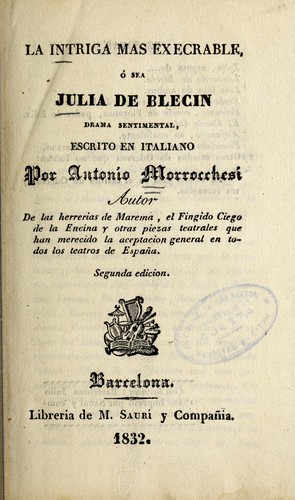 LA INTRIGA MAS EXECRABLE,
Ó SEA
JULIA DE BLECIN
DRAMA SENTIMENTAL,
ESCRITO EN ITALIANO
Por Antonio Morrocchesi
Autor
De las herrerias de Marema, el Fingido Ciego
de la Encina y otras piezas teatrales que
han merecido la aceptacion general en to-
dos los teatros de España.
Segunda edicion.
Barcelona.
Libreria de M. SAURÍ y Compañia.
1832.